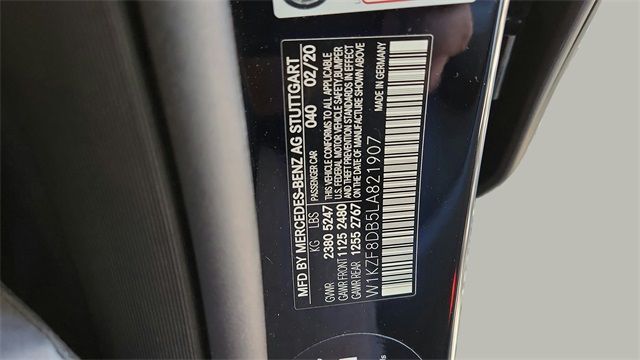 MFD BY MERCEDES-BENZ AG STUTTGART
PASSENGER CAR 040 02/20
KG LBS THIS VEHICLE CONFORMS TO ALL APPLICABLE
GVWR 2380 5247 U.S. FEDERAL MOTOR VEHICLE SAFETY, BUMPER
GAWR FRONT 1125 2480 AND THEFT PREVENTION STANDARDS IN EFFECT
GAWR REAR 1255 2767 ON THE DATE OF MANUFACTURE SHOWN ABOVE
MADE IN GERMANY
W1KZF8DB5LA821907